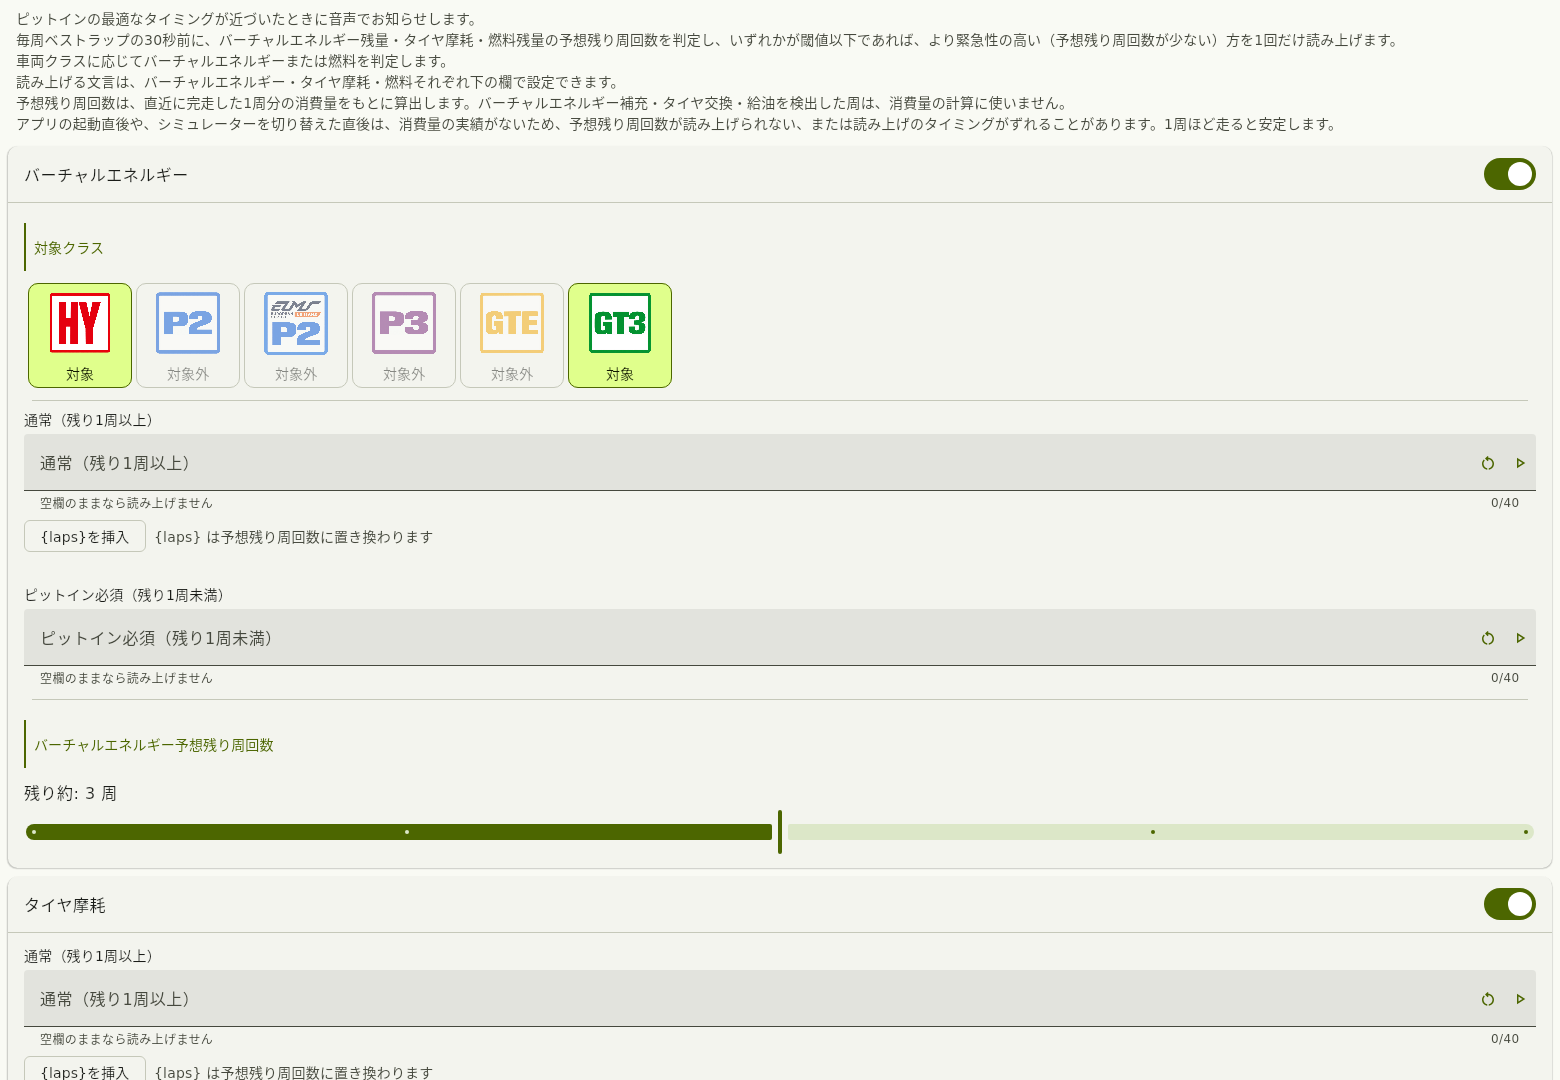 ピットインの最適なタイミングが近づいたときに音声でお知らせします。
毎周ベストラップの30秒前に、バーチャルエネルギー残量・タイヤ摩耗・燃料残量の予想残り周回数を判定し、いずれかが閾値以下であれば、より緊急性の高い（予想残り周回数が少ない）方を1回だけ読み上げます。
車両クラスに応じてバーチャルエネルギーまたは燃料を判定します。
読み上げる文言は、バーチャルエネルギー・タイヤ摩耗・燃料それぞれ下の欄で設定できます。
予想残り周回数は、直近に完走した1周分の消費量をもとに算出します。バーチャルエネルギー補充・タイヤ交換・給油を検出した周は、消費量の計算に使いません。
アプリの起動直後や、シミュレーターを切り替えた直後は、消費量の実績がないため、予想残り周回数が読み上げられない、または読み上げのタイミングがずれることがあります。1周ほど走ると安定します。
バーチャルエネルギー
対象クラス
HY P2 ELMS P2 P3 GTE GT3
対象 対象外 対象外 対象外 対象外 対象
通常（残り1周以上）
通常（残り1周以上）
空欄のままなら読み上げません 0/40
{laps}を挿入 {laps} は予想残り周回数に置き換わります
ピットイン必須（残り1周未満）
ピットイン必須（残り1周未満）
空欄のままなら読み上げません 0/40
バーチャルエネルギー予想残り周回数
残り約: 3 周
タイヤ摩耗
通常（残り1周以上）
通常（残り1周以上）
空欄のままなら読み上げません 0/40
{laps}を挿入 {laps} は予想残り周回数に置き換わります